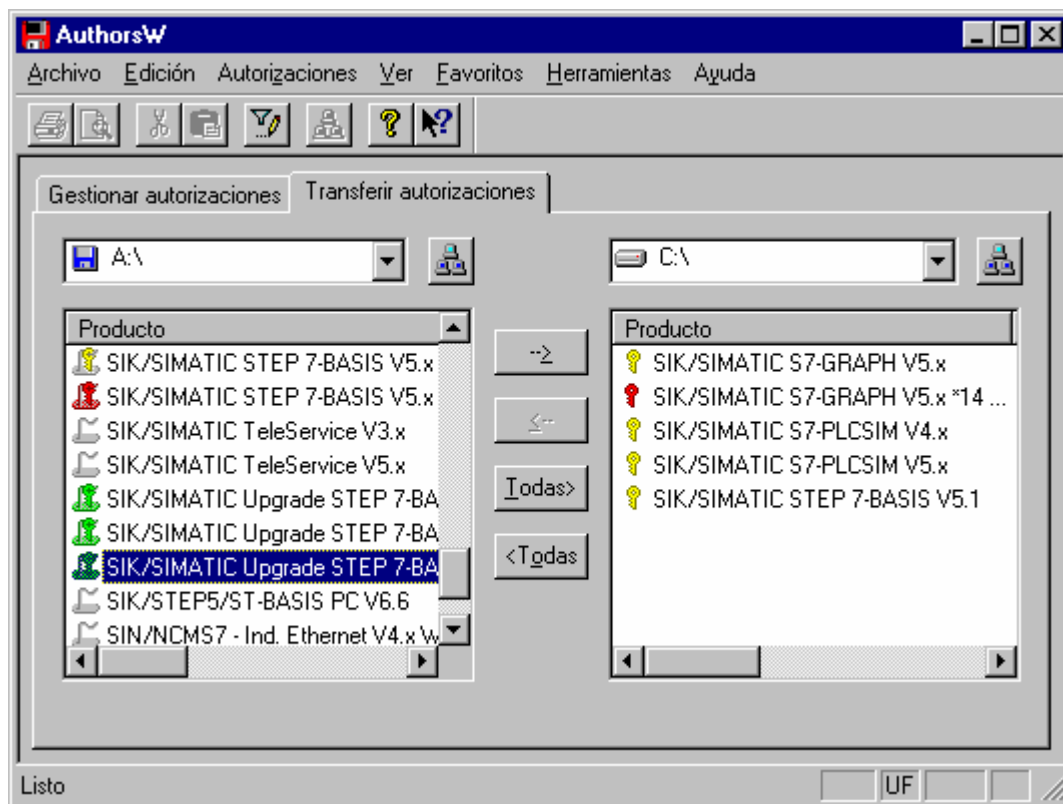 AuthorsW
Archivo Edición Autorizaciones Ver Favoritos Herramientas Ayuda
Gestionar autorizaciones Transferir autorizaciones
A:\ C:\
Producto
SIK/SIMATIC STEP 7-BASIS V5.x
SIK/SIMATIC STEP 7-BASIS V5.x
SIK/SIMATIC TeleService V3.x
SIK/SIMATIC TeleService V5.x
SIK/SIMATIC Upgrade STEP 7-BA
SIK/SIMATIC Upgrade STEP 7-BA
SIK/SIMATIC Upgrade STEP 7-BA
SIK/STEP5/ST-BASIS PC V6.6
SIN/NCMS7 - Ind. Ethernet V4.x W
-->
<--
Todas>
<Todas
Producto
SIK/SIMATIC S7-GRAPH V5.x
SIK/SIMATIC S7-GRAPH V5.x *14 ...
SIK/SIMATIC S7-PLCSIM V4.x
SIK/SIMATIC S7-PLCSIM V5.x
SIK/SIMATIC STEP 7-BASIS V5.1
Listo UF